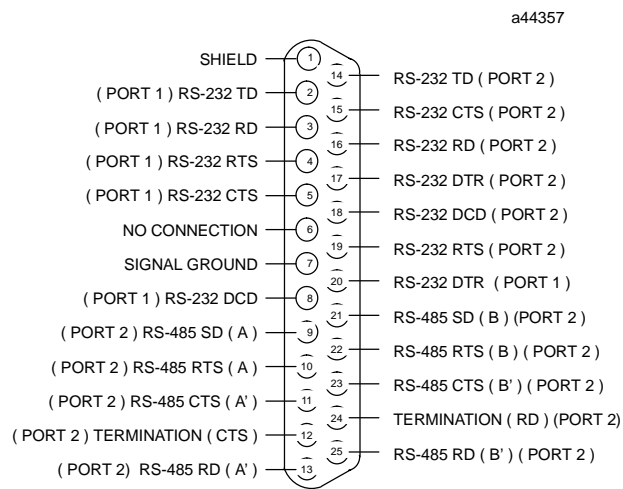 a44357
SHIELD 1
( PORT 1 ) RS-232 TD 2
( PORT 1 ) RS-232 RD 3
( PORT 1 ) RS-232 RTS 4
( PORT 1 ) RS-232 CTS 5
NO CONNECTION 6
SIGNAL GROUND 7
( PORT 1 ) RS-232 DCD 8
( PORT 2 ) RS-485 SD ( A ) 9
( PORT 2 ) RS-485 RTS ( A ) 10
( PORT 2 ) RS-485 CTS ( A' ) 11
( PORT 2 ) TERMINATION ( CTS ) 12
( PORT 2) RS-485 RD ( A' ) 13
14 RS-232 TD ( PORT 2 )
15 RS-232 CTS ( PORT 2 )
16 RS-232 RD ( PORT 2 )
17 RS-232 DTR ( PORT 2 )
18 RS-232 DCD ( PORT 2 )
19 RS-232 RTS ( PORT 2 )
20 RS-232 DTR ( PORT 1 )
21 RS-485 SD ( B ) (PORT 2 )
22 RS-485 RTS ( B ) ( PORT 2 )
23 RS-485 CTS ( B' ) ( PORT 2 )
24 TERMINATION ( RD ) (PORT 2)
25 RS-485 RD ( B' ) ( PORT 2 )